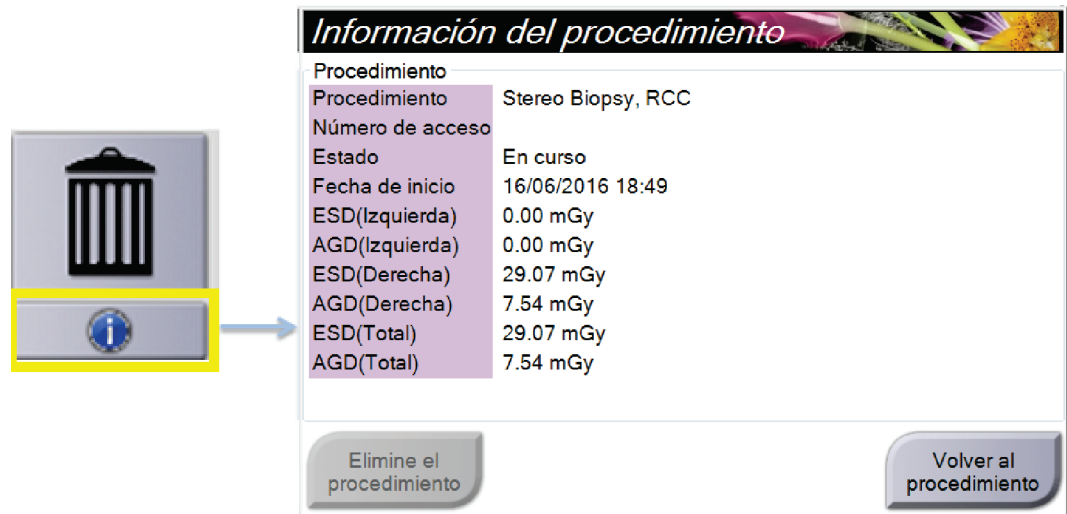 Información del procedimiento
Procedimiento
Procedimiento Stereo Biopsy, RCC
Número de acceso
Estado En curso
Fecha de inicio 16/06/2016 18:49
ESD(Izquierda) 0.00 mGy
AGD(Izquierda) 0.00 mGy
ESD(Derecha) 29.07 mGy
AGD(Derecha) 7.54 mGy
ESD(Total) 29.07 mGy
AGD(Total) 7.54 mGy
Elimine el
procedimiento
Volver al
procedimiento